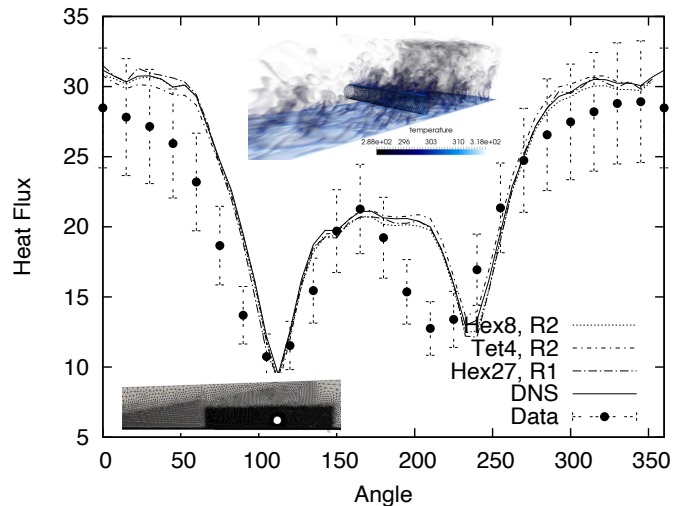 35
30
25
20
15
10
5
Heat Flux
temperature
2.88e+02 296 303 310 3.18e+02
Hex8, R2
Tet4, R2
Hex27, R1
DNS
Data
0 50 100 150 200 250 300 350
Angle